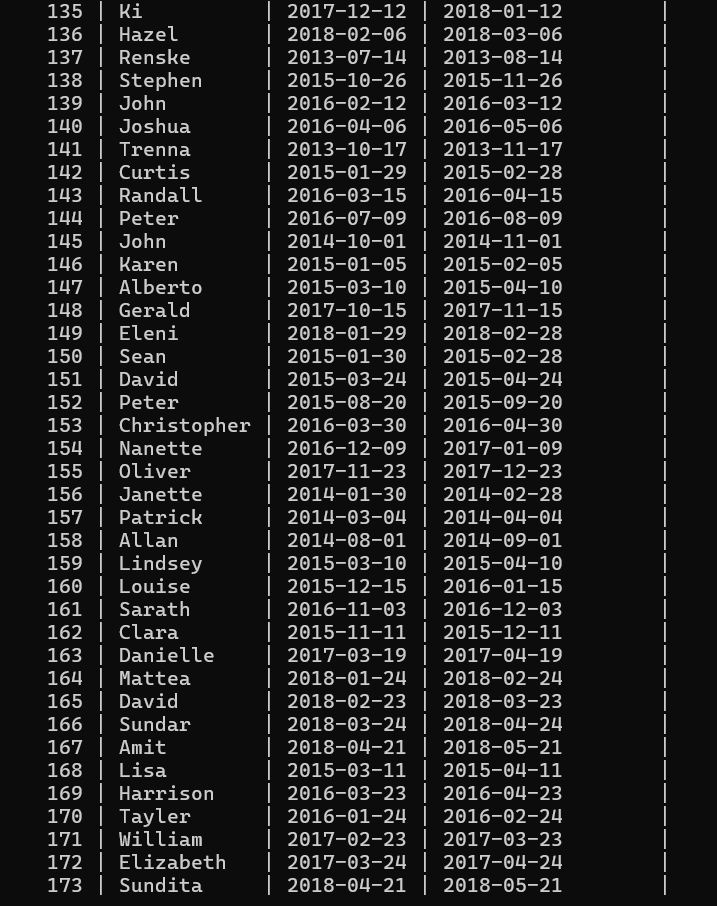 135 | Ki | 2017-12-12 | 2018-01-12 |
136 | Hazel | 2018-02-06 | 2018-03-06 |
137 | Renske | 2013-07-14 | 2013-08-14 |
138 | Stephen | 2015-10-26 | 2015-11-26 |
139 | John | 2016-02-12 | 2016-03-12 |
140 | Joshua | 2016-04-06 | 2016-05-06 |
141 | Trenna | 2013-10-17 | 2013-11-17 |
142 | Curtis | 2015-01-29 | 2015-02-28 |
143 | Randall | 2016-03-15 | 2016-04-15 |
144 | Peter | 2016-07-09 | 2016-08-09 |
145 | John | 2014-10-01 | 2014-11-01 |
146 | Karen | 2015-01-05 | 2015-02-05 |
147 | Alberto | 2015-03-10 | 2015-04-10 |
148 | Gerald | 2017-10-15 | 2017-11-15 |
149 | Eleni | 2018-01-29 | 2018-02-28 |
150 | Sean | 2015-01-30 | 2015-02-28 |
151 | David | 2015-03-24 | 2015-04-24 |
152 | Peter | 2015-08-20 | 2015-09-20 |
153 | Christopher | 2016-03-30 | 2016-04-30 |
154 | Nanette | 2016-12-09 | 2017-01-09 |
155 | Oliver | 2017-11-23 | 2017-12-23 |
156 | Janette | 2014-01-30 | 2014-02-28 |
157 | Patrick | 2014-03-04 | 2014-04-04 |
158 | Allan | 2014-08-01 | 2014-09-01 |
159 | Lindsey | 2015-03-10 | 2015-04-10 |
160 | Louise | 2015-12-15 | 2016-01-15 |
161 | Sarath | 2016-11-03 | 2016-12-03 |
162 | Clara | 2015-11-11 | 2015-12-11 |
163 | Danielle | 2017-03-19 | 2017-04-19 |
164 | Mattea | 2018-01-24 | 2018-02-24 |
165 | David | 2018-02-23 | 2018-03-23 |
166 | Sundar | 2018-03-24 | 2018-04-24 |
167 | Amit | 2018-04-21 | 2018-05-21 |
168 | Lisa | 2015-03-11 | 2015-04-11 |
169 | Harrison | 2016-03-23 | 2016-04-23 |
170 | Tayler | 2016-01-24 | 2016-02-24 |
171 | William | 2017-02-23 | 2017-03-23 |
172 | Elizabeth | 2017-03-24 | 2017-04-24 |
173 | Sundita | 2018-04-21 | 2018-05-21 |